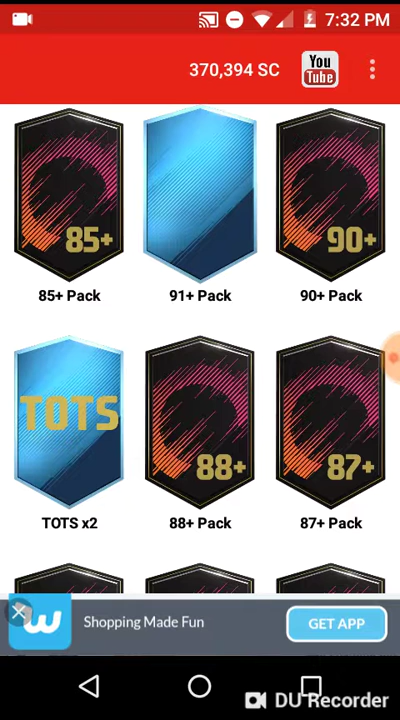 7:32 PM
370,394 SC
You
Tube
85+
90+
85+ Pack
91+ Pack
90+ Pack
TOTS
88+
87+
TOTS x2
88+ Pack
87+ Pack
Shopping Made Fun
GET APP
DU Recorder